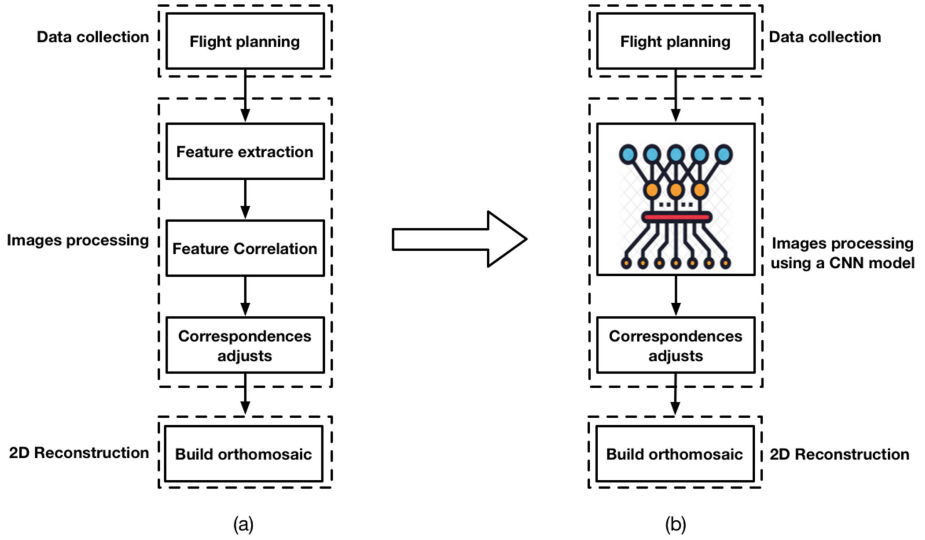 Data collection
Flight planning
Feature extraction
Images processing
Feature Correlation
Correspondences
adjusts
2D Reconstruction
Build orthomosaic
(a)
Flight planning
Data collection
Images processing
using a CNN model
Correspondences
adjusts
Build orthomosaic
2D Reconstruction
(b)